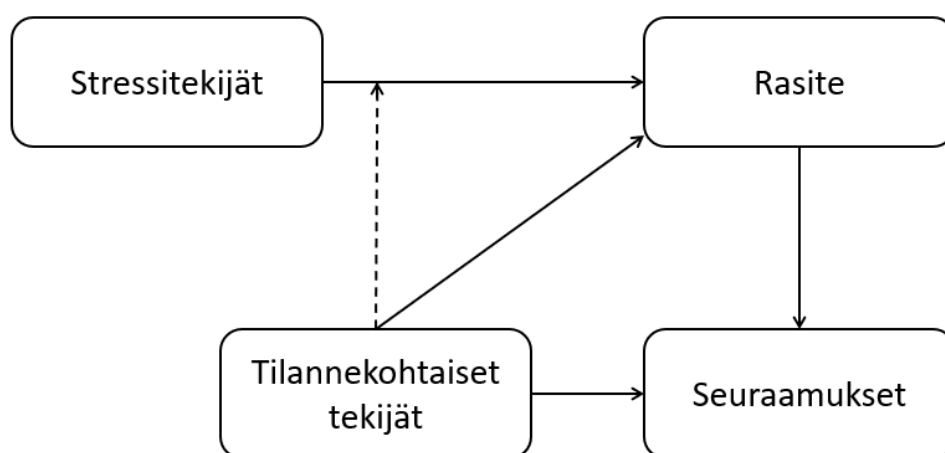 Stressitekijät
Rasite
Tilannekohtaiset
tekijät
Seuraamukset